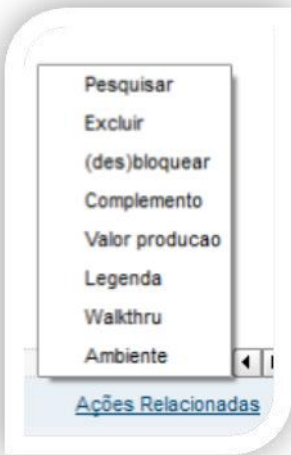 Pesquisar
Excluir
(des)bloquear
Complemento
Valor producao
Legenda
Walkthru
Ambiente
Ações Relacionadas